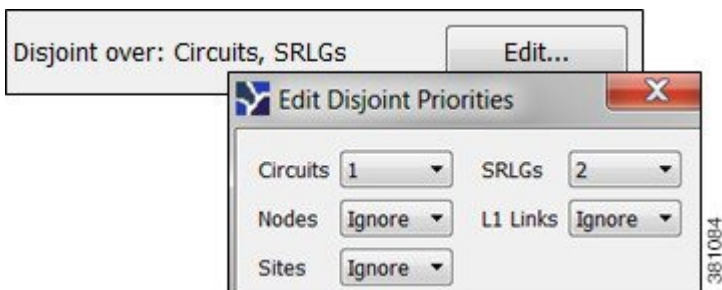 Disjoint over: Circuits, SRLGs Edit...
Edit Disjoint Priorities
Circuits 1 SRLGs 2
Nodes Ignore L1 Links Ignore
Sites Ignore
381084